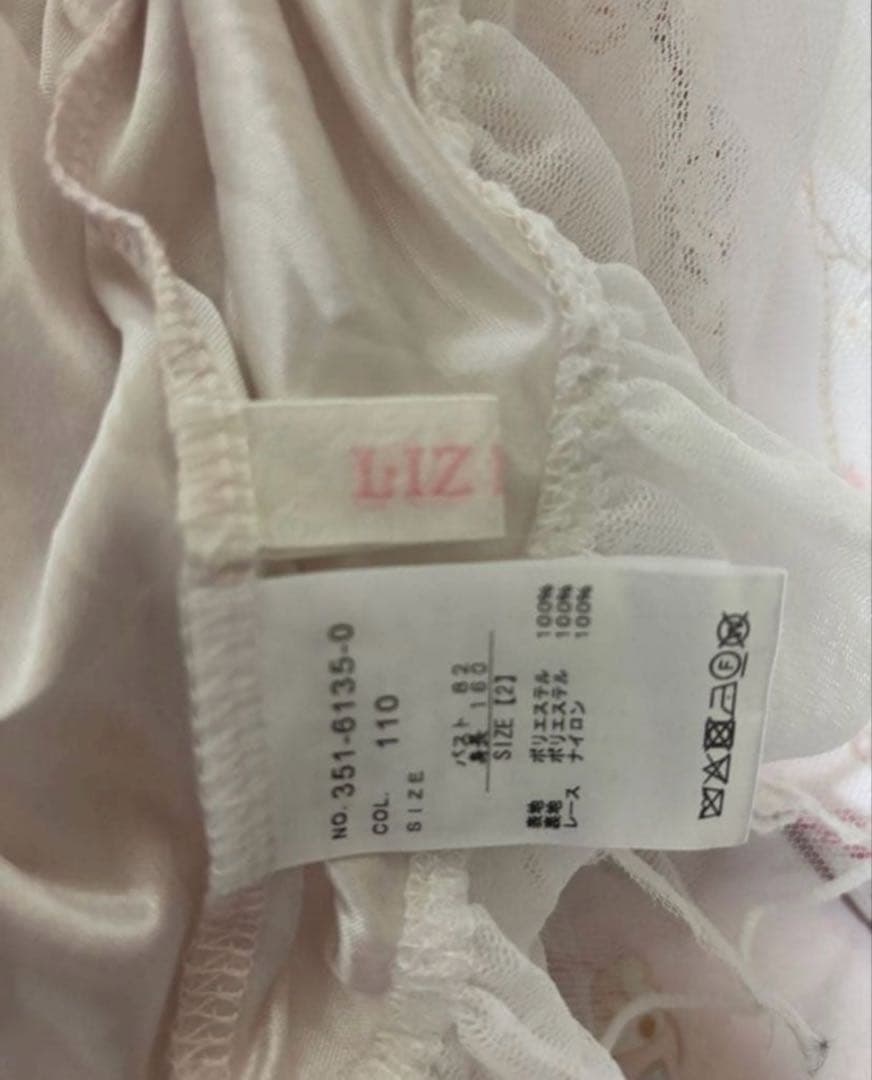 LIZ
NO. 351-6135-0
COL. 110
SIZE
バスト 82
身長 160
SIZE [2]
表地 ポリエステル 100%
裏地 ポリエステル 100%
レース ナイロン 100%
F
W